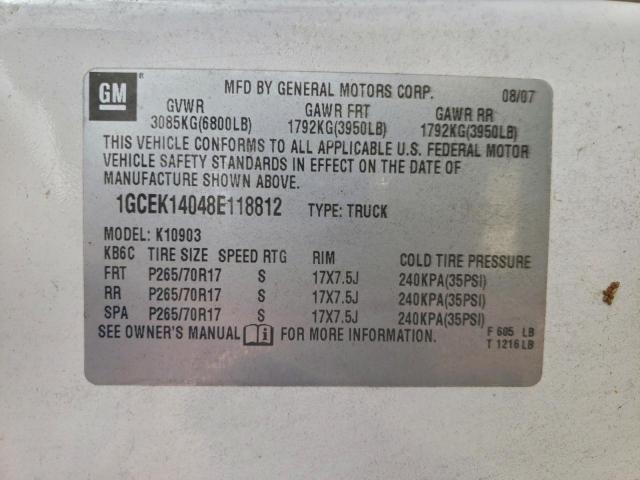 GM ®
MFD BY GENERAL MOTORS CORP. 08/07
GVWR GAWR FRT GAWR RR
3085KG(6800LB) 1792KG(3950LB) 1792KG(3950LB)
THIS VEHICLE CONFORMS TO ALL APPLICABLE U.S. FEDERAL MOTOR
VEHICLE SAFETY STANDARDS IN EFFECT ON THE DATE OF
MANUFACTURE SHOWN ABOVE.
1GCEK14048E118812 TYPE: TRUCK
MODEL: K10903
KB6C TIRE SIZE SPEED RTG RIM COLD TIRE PRESSURE
FRT P265/70R17 S 17X7.5J 240KPA(35PSI)
RR P265/70R17 S 17X7.5J 240KPA(35PSI)
SPA P265/70R17 S 17X7.5J 240KPA(35PSI)
SEE OWNER'S MANUAL i FOR MORE INFORMATION.
F 605 LB
T 1216 LB